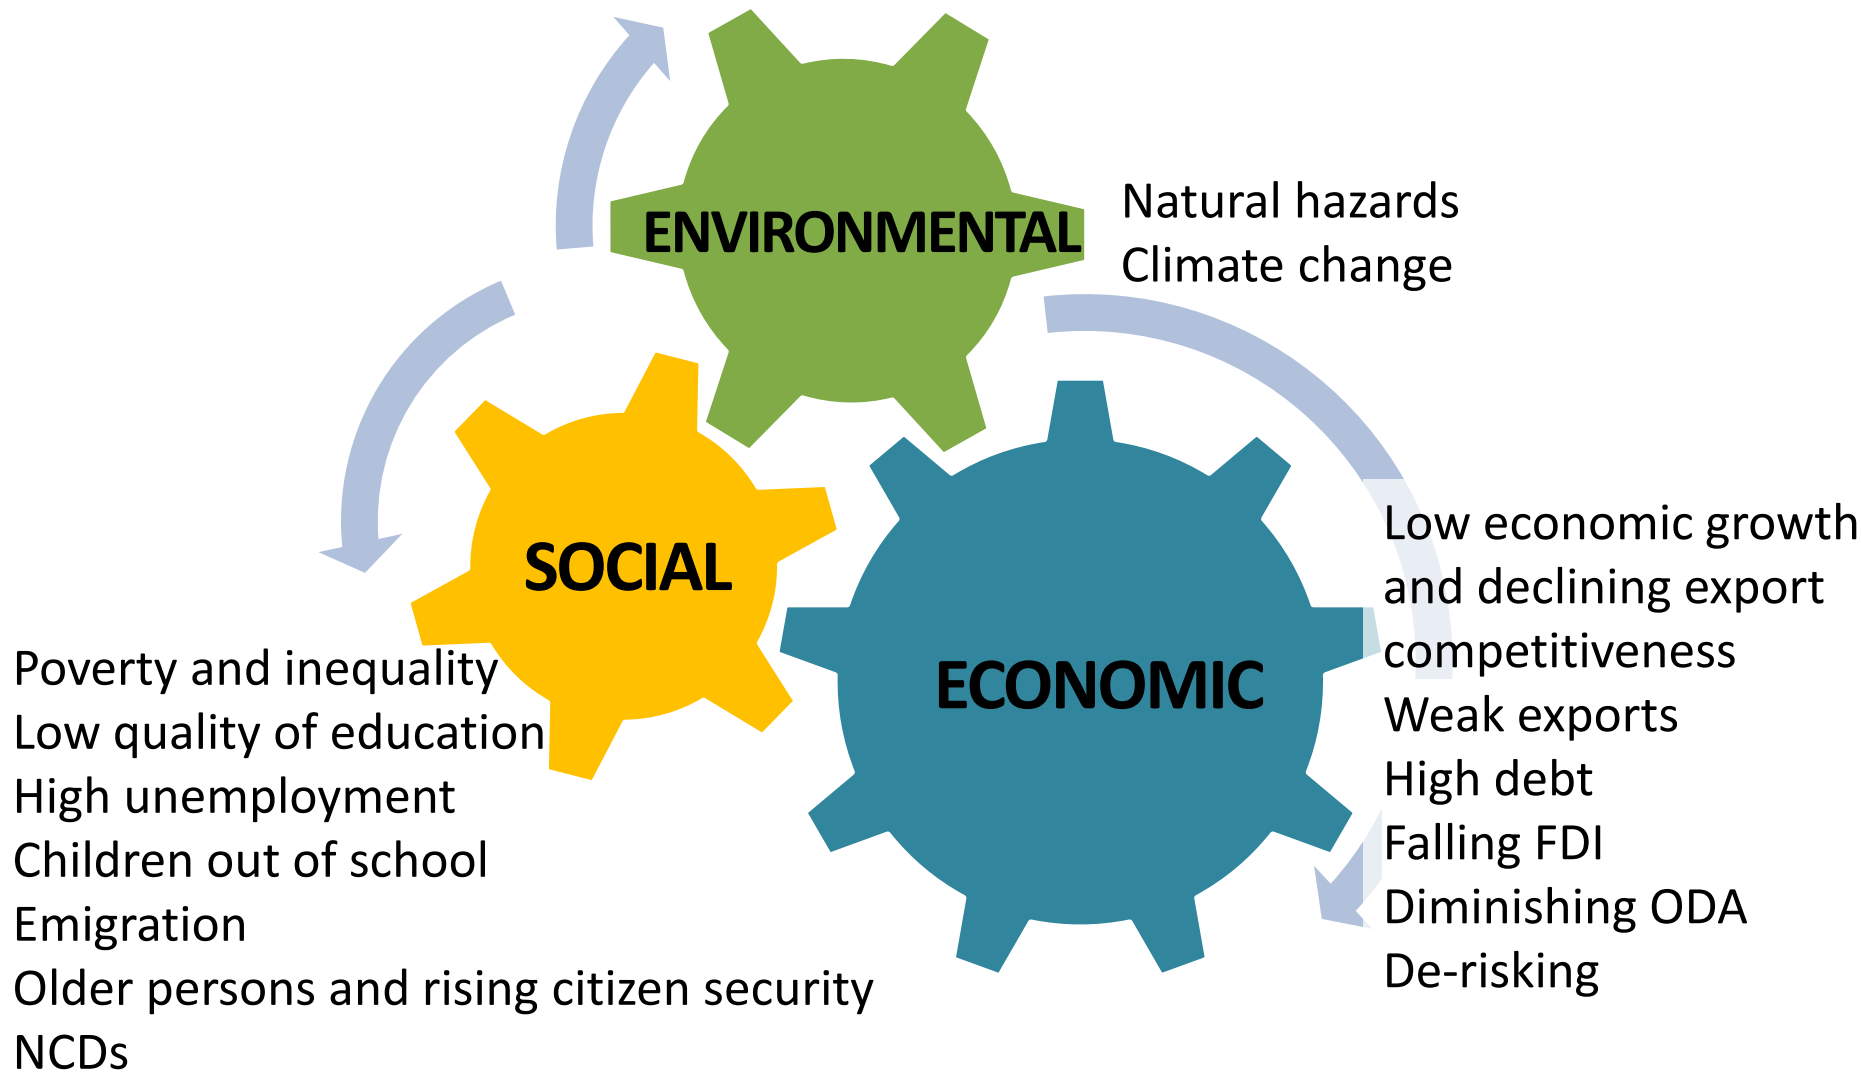 ENVIRONMENTAL
Natural hazards
Climate change
SOCIAL
ECONOMIC
Low economic growth
and declining export
competitiveness
Weak exports
High debt
Falling FDI
Diminishing ODA
De-risking
Poverty and inequality
Low quality of education
High unemployment
Children out of school
Emigration
Older persons and rising citizen security
NCDs